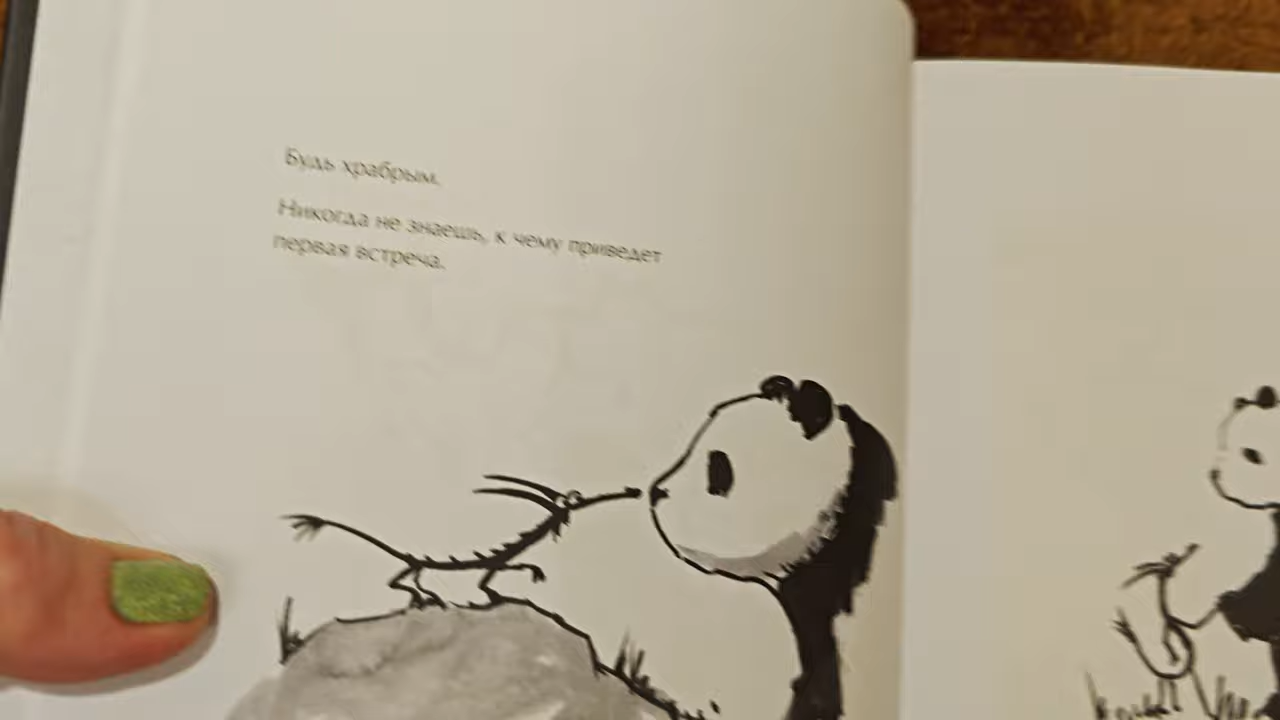 Будь храбрым.
Никогда не знаешь, к чему приведет
первая встреча.